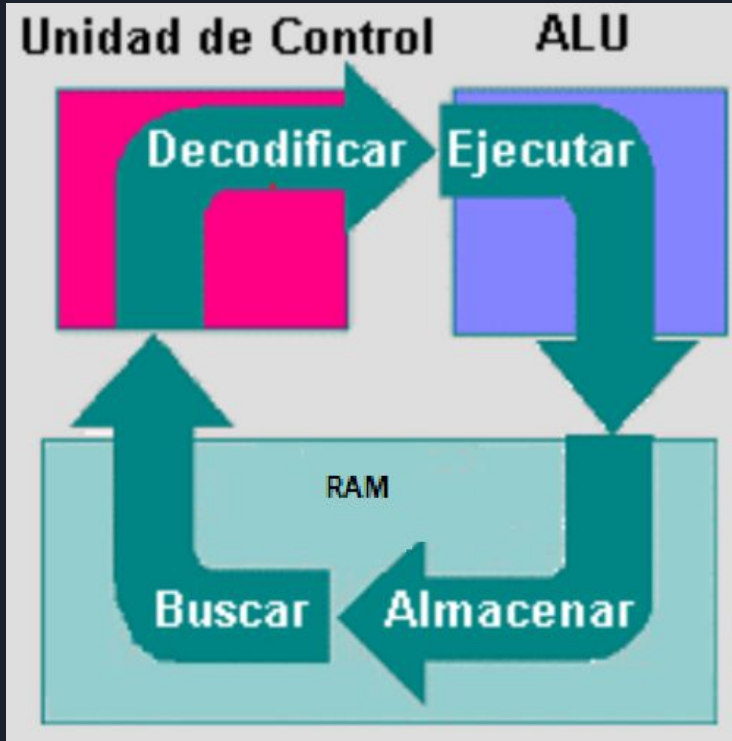 Unidad de Control
ALU
Decodificar
Ejecutar
RAM
Buscar
Almacenar